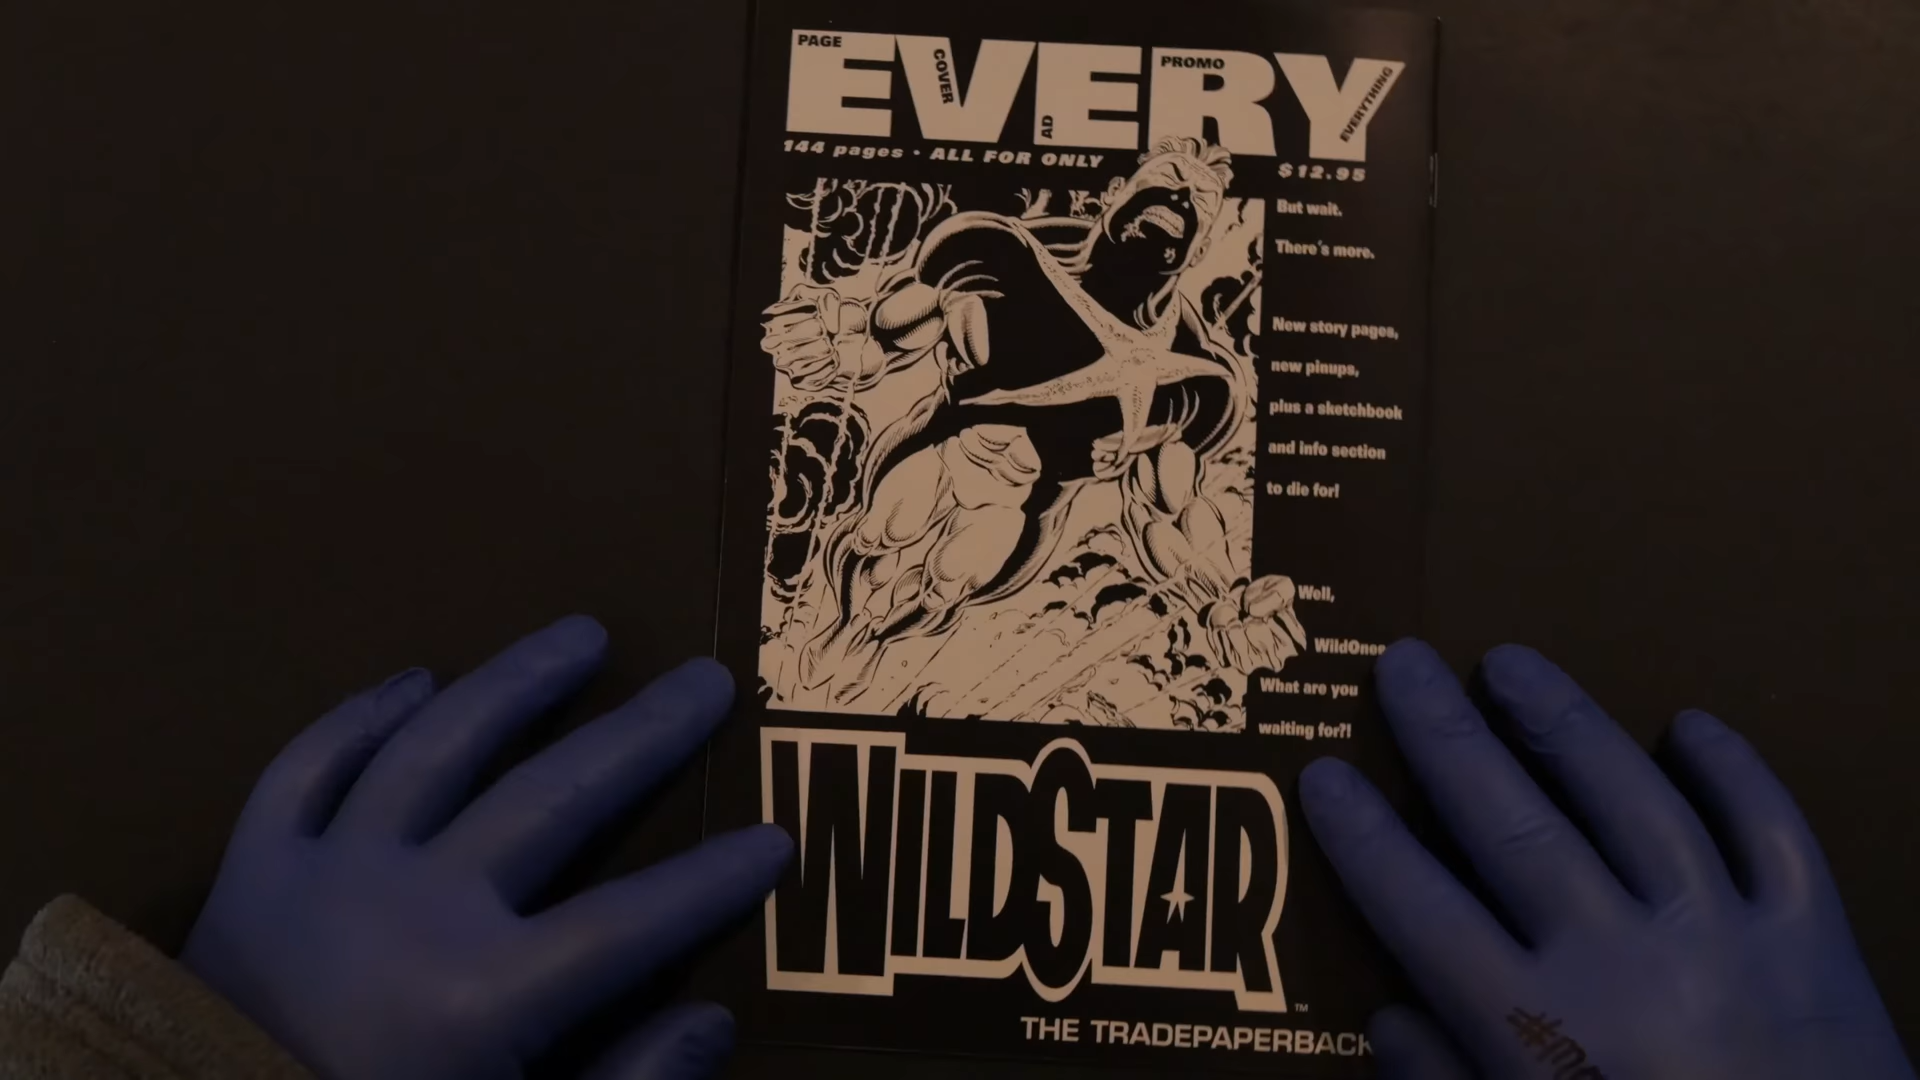 EVERY
PAGE
COVER
AD
PROMO
EVERYTHING
144 pages • ALL FOR ONLY
$12.95
But wait.
There's more.
New story pages,
new pinups,
plus a sketchbook
and info section
to die for!
Well,
WildOnes
What are you
waiting for?!
WILDSTAR
TM
THE TRADEPAPERBACK